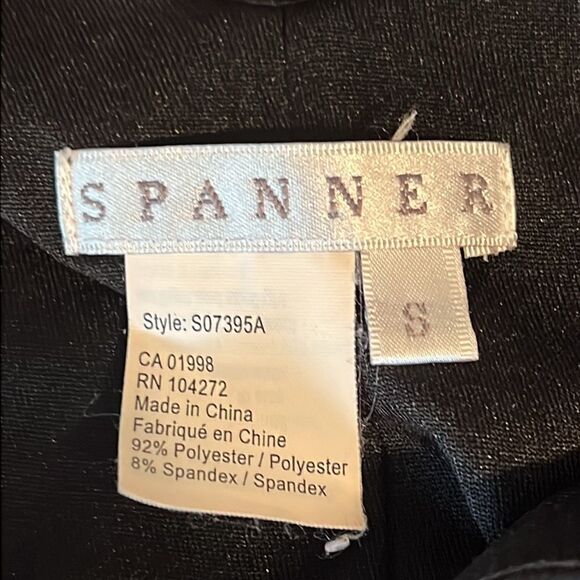 SPANNER
S
Style: S07395A
CA 01998
RN 104272
Made in China
Fabriqué en Chine
92% Polyester / Polyester
8% Spandex / Spandex